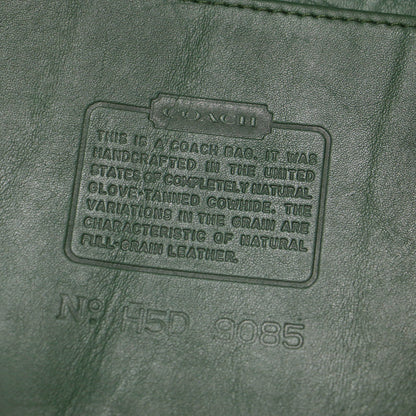 COACH
THIS IS A COACH BAG. IT WAS
HANDCRAFTED IN THE UNITED
STATES OF COMPLETELY NATURAL
GLOVE-TANNED COWHIDE. THE
VARIATIONS IN THE GRAIN ARE
CHARACTERISTIC OF NATURAL
FULL-GRAIN LEATHER.
No H5D 9085